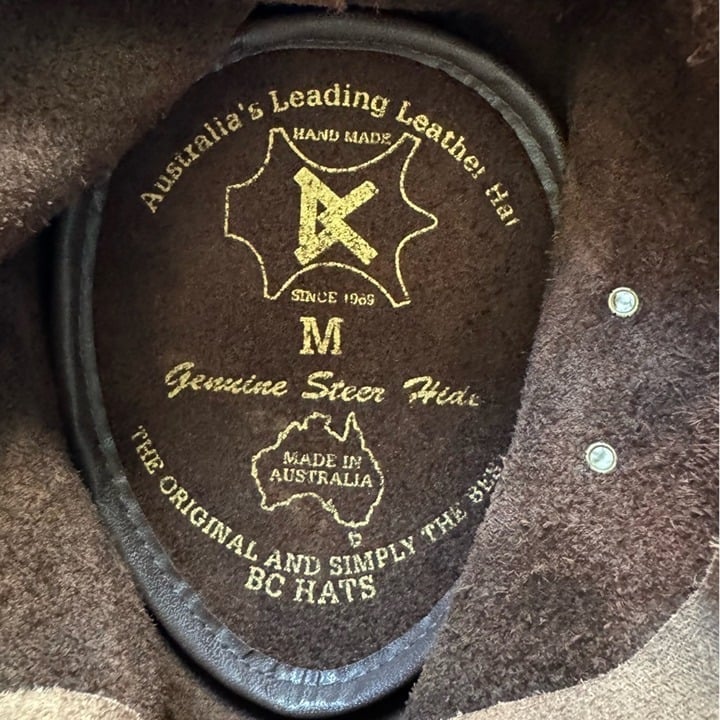 Australia's Leading Leather Hat
HAND MADE
BC
SINCE 1969
M
Genuine Steer Hide
MADE IN
AUSTRALIA
THE ORIGINAL AND SIMPLY THE BEST
BC HATS